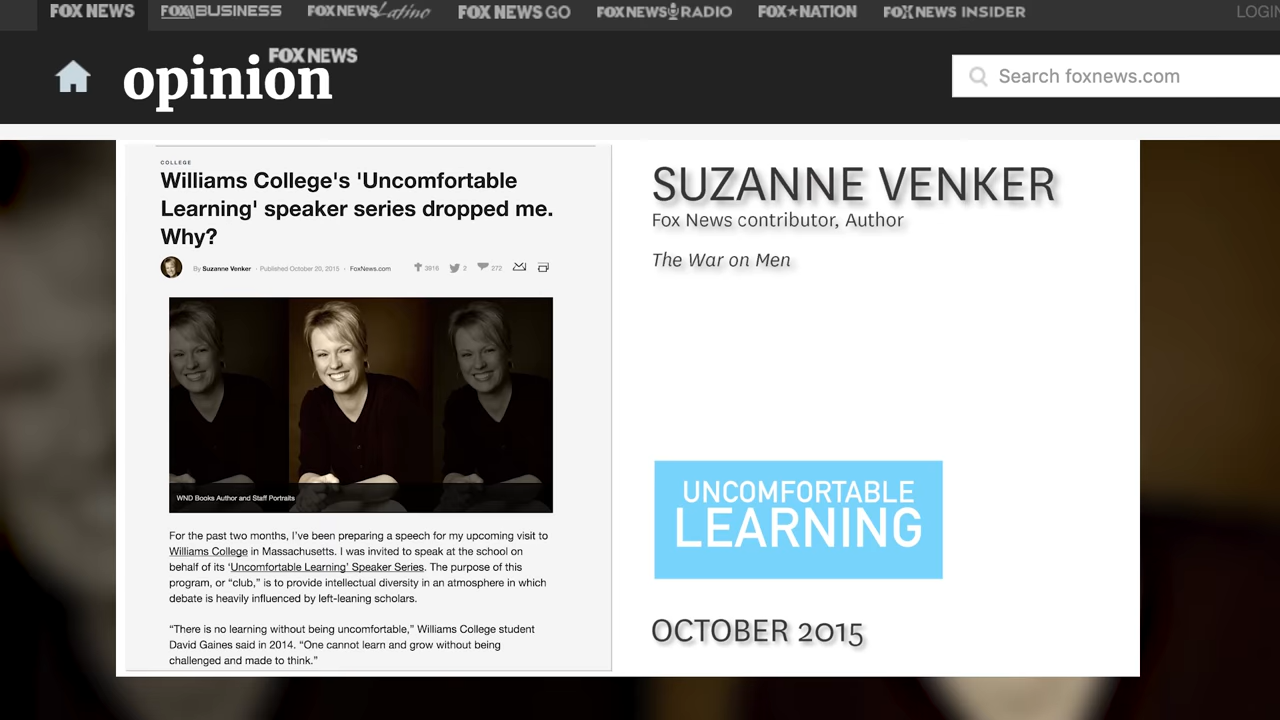 FOX NEWS
FOX BUSINESS
FOX NEWS Latino
FOX NEWS GO
FOX NEWS RADIO
FOX★NATION
FOX NEWS INSIDER
LOGIN
FOX NEWS
opinion
Search foxnews.com
COLLEGE
Williams College's 'Uncomfortable
Learning' speaker series dropped me.
Why?
By Suzanne Venker · Published October 20, 2015 · FoxNews.com
3916
2
272
WND Books Author and Staff Portraits
For the past two months, I've been preparing a speech for my upcoming visit to
Williams College in Massachusetts. I was invited to speak at the school on
behalf of its 'Uncomfortable Learning' Speaker Series. The purpose of this
program, or “club,” is to provide intellectual diversity in an atmosphere in which
debate is heavily influenced by left-leaning scholars.
“There is no learning without being uncomfortable,” Williams College student
David Gaines said in 2014. “One cannot learn and grow without being
challenged and made to think.”
SUZANNE VENKER
Fox News contributor, Author
The War on Men
UNCOMFORTABLE
LEARNING
OCTOBER 2015